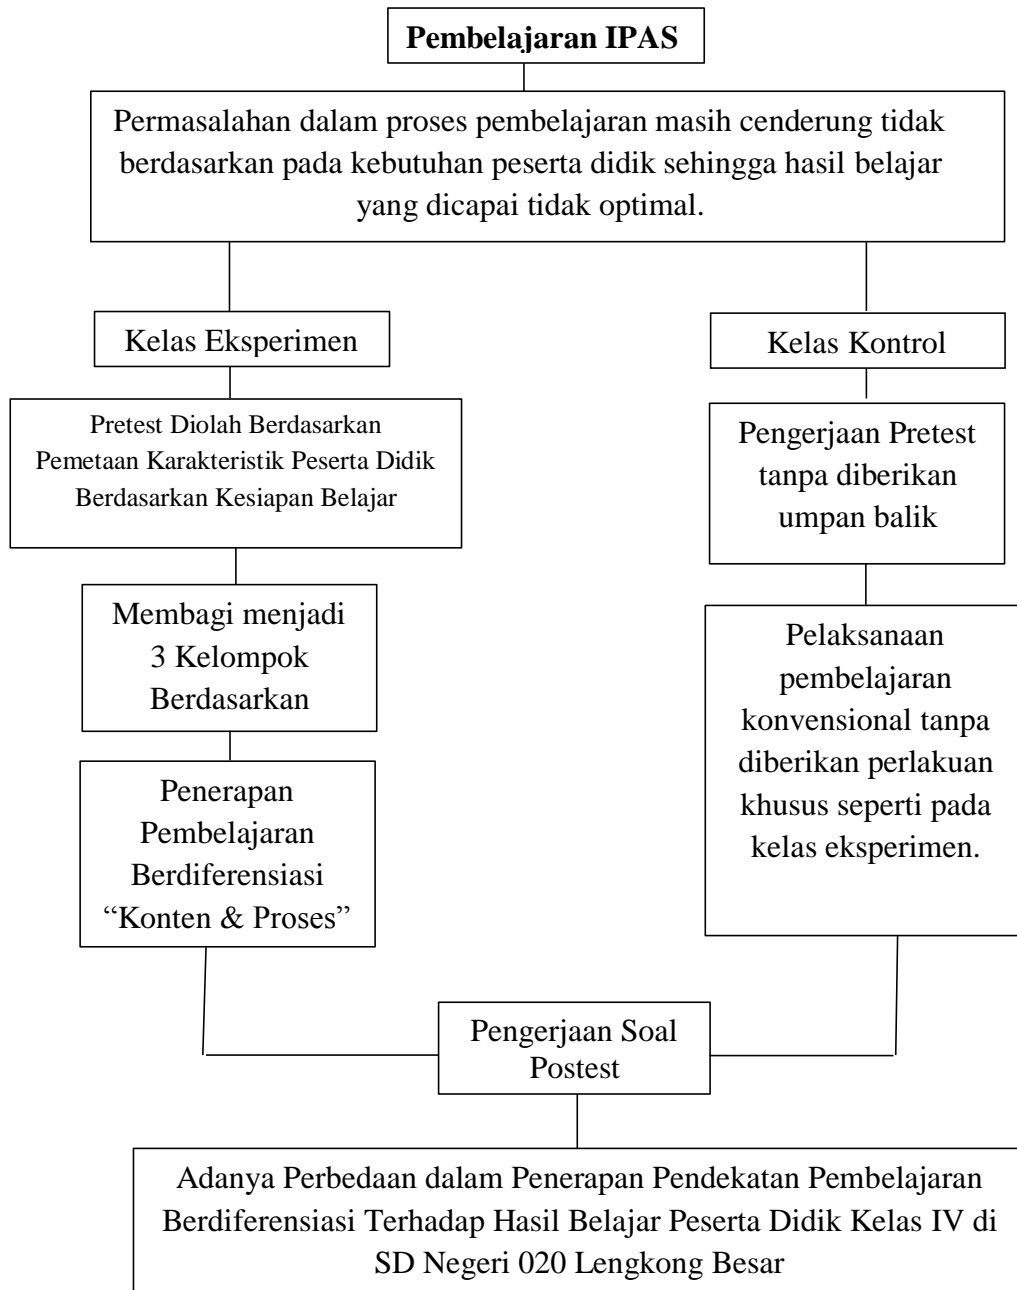 Pembelajaran IPAS
Permasalahan dalam proses pembelajaran masih cenderung tidak
berdasarkan pada kebutuhan peserta didik sehingga hasil belajar
yang dicapai tidak optimal.
Kelas Eksperimen
Pretest Diolah Berdasarkan
Pemetaan Karakteristik Peserta Didik
Berdasarkan Kesiapan Belajar
Membagi menjadi
3 Kelompok
Berdasarkan
Penerapan
Pembelajaran
Berdiferensiasi
“Konten & Proses”
Kelas Kontrol
Pengerjaan Pretest
tanpa diberikan
umpan balik
Pelaksanaan
pembelajaran
konvensional tanpa
diberikan perlakuan
khusus seperti pada
kelas eksperimen.
Pengerjaan Soal
Postest
Adanya Perbedaan dalam Penerapan Pendekatan Pembelajaran
Berdiferensiasi Terhadap Hasil Belajar Peserta Didik Kelas IV di
SD Negeri 020 Lengkong Besar